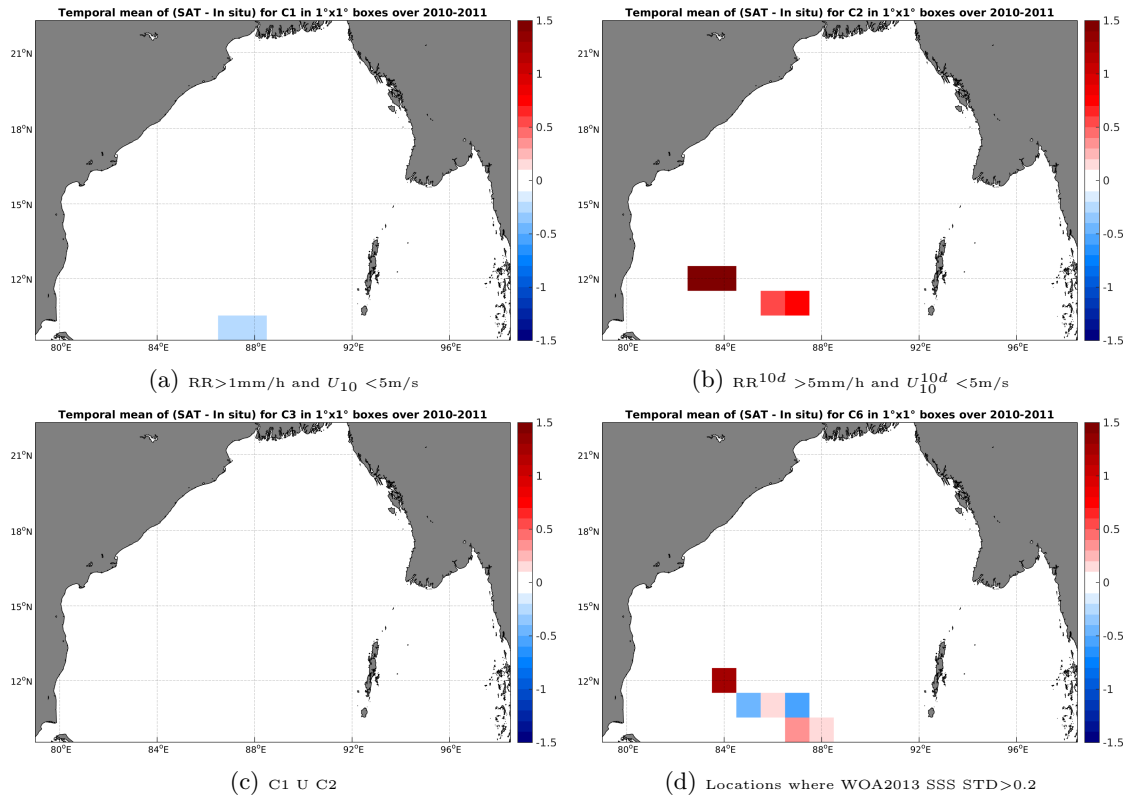 Temporal mean of (SAT - In situ) for C1 in 1°x1° boxes over 2010-2011
21°N
18°N
15°N
12°N
80°E 84°E 88°E 92°E 96°E
1.5
1
0.5
0
-0.5
-1
-1.5
(a) RR>1mm/h and U10 <5m/s
Temporal mean of (SAT - In situ) for C2 in 1°x1° boxes over 2010-2011
21°N
18°N
15°N
12°N
80°E 84°E 88°E 92°E 96°E
1.5
1
0.5
0
-0.5
-1
-1.5
(b) RR^10d >5mm/h and U_10^10d <5m/s
Temporal mean of (SAT - In situ) for C3 in 1°x1° boxes over 2010-2011
21°N
18°N
15°N
12°N
80°E 84°E 88°E 92°E 96°E
1.5
1
0.5
0
-0.5
-1
-1.5
(c) C1 U C2
Temporal mean of (SAT - In situ) for C6 in 1°x1° boxes over 2010-2011
21°N
18°N
15°N
12°N
80°E 84°E 88°E 92°E 96°E
1.5
1
0.5
0
-0.5
-1
-1.5
(d) Locations where WOA2013 SSS STD>0.2